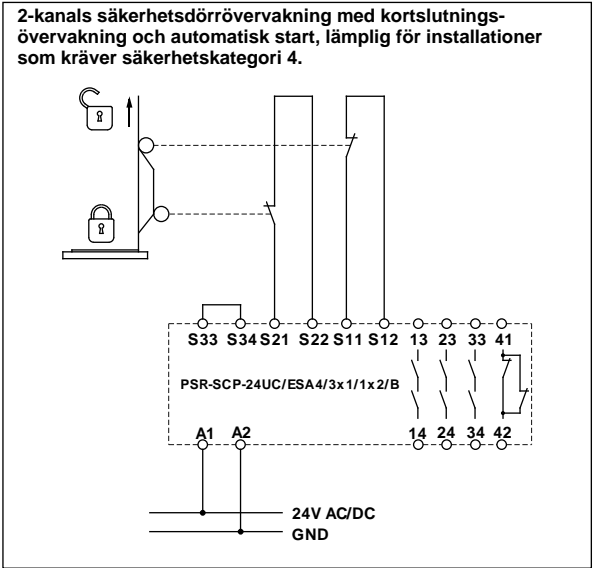 2-kanals säkerhetsdörrövervakning med kortslutnings-
övervakning och automatisk start, lämplig för installationer
som kräver säkerhetskategori 4.
S33 S34 S21 S22 S11 S12 13 23 33 41
PSR-SCP-24UC/ESA4/3x1/1x2/B
A1 A2 14 24 34 42
24V AC/DC
GND